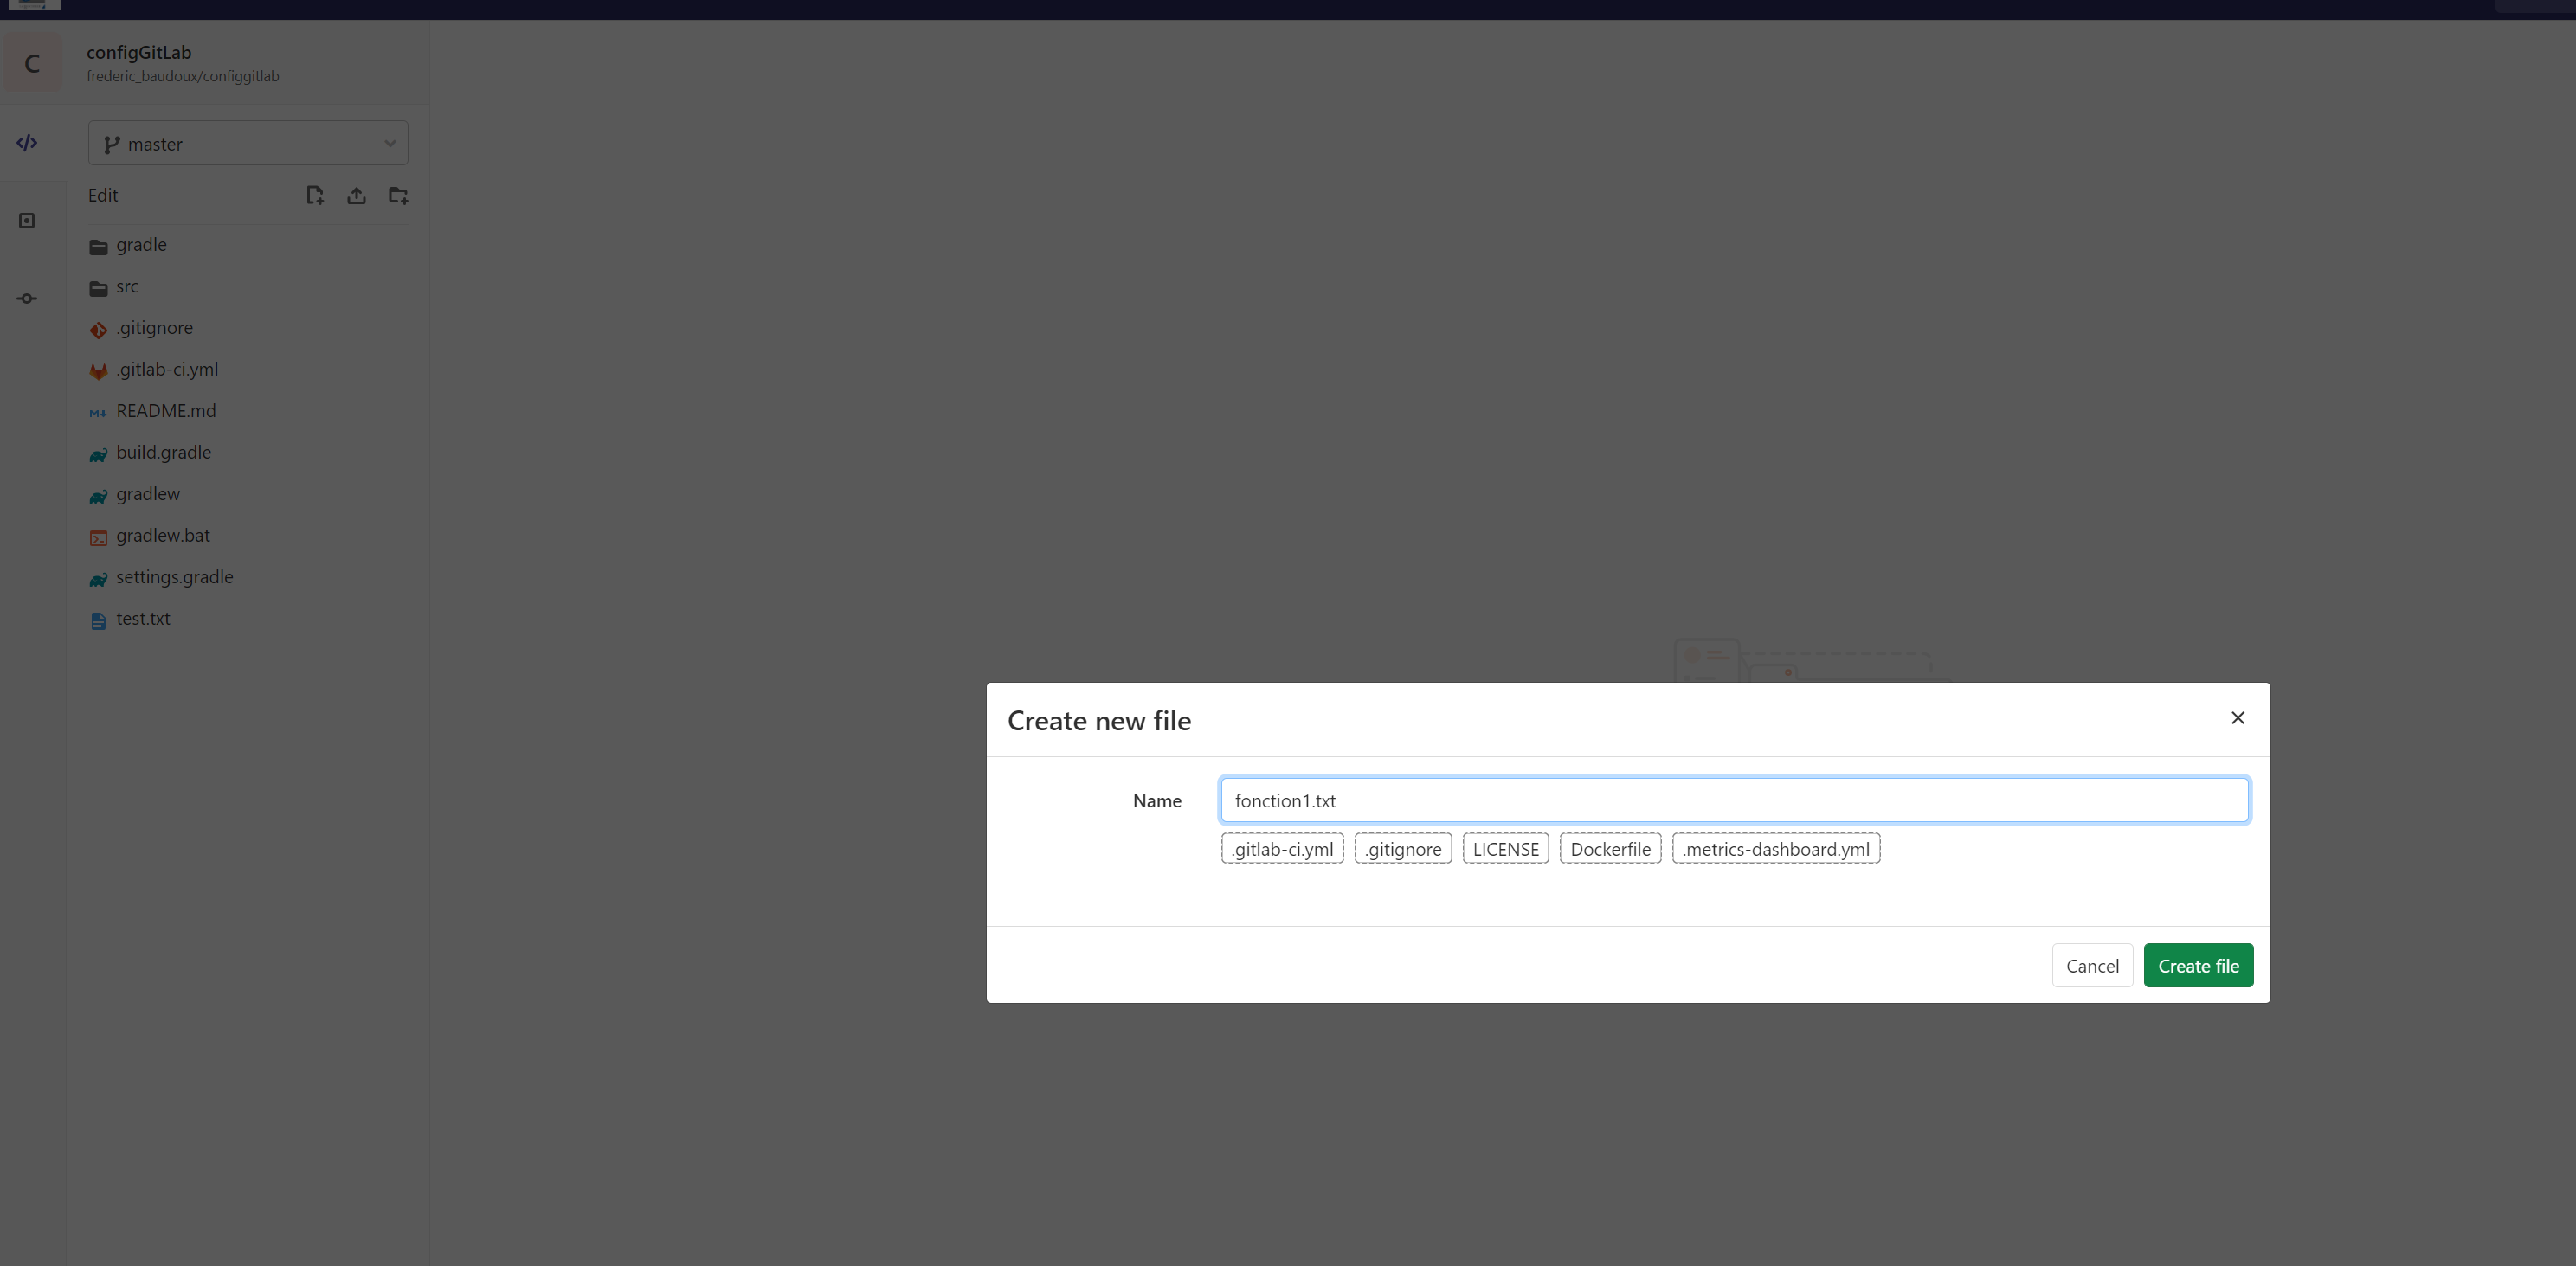 C
configGitLab
frederic_baudoux/configgitlab
master
Edit
gradle
src
.gitignore
.gitlab-ci.yml
README.md
build.gradle
gradlew
gradlew.bat
settings.gradle
test.txt
Create new file
Name
fonction1.txt
.gitlab-ci.yml .gitignore LICENSE Dockerfile .metrics-dashboard.yml
Cancel Create file